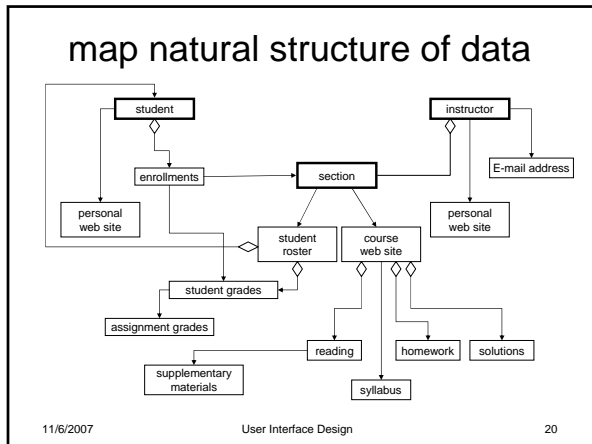 map natural structure of data
student
instructor
E-mail address
enrollments
section
personal
web site
personal
web site
student
roster
course
web site
student grades
assignment grades
reading
homework
solutions
supplementary
materials
syllabus
11/6/2007
User Interface Design
20